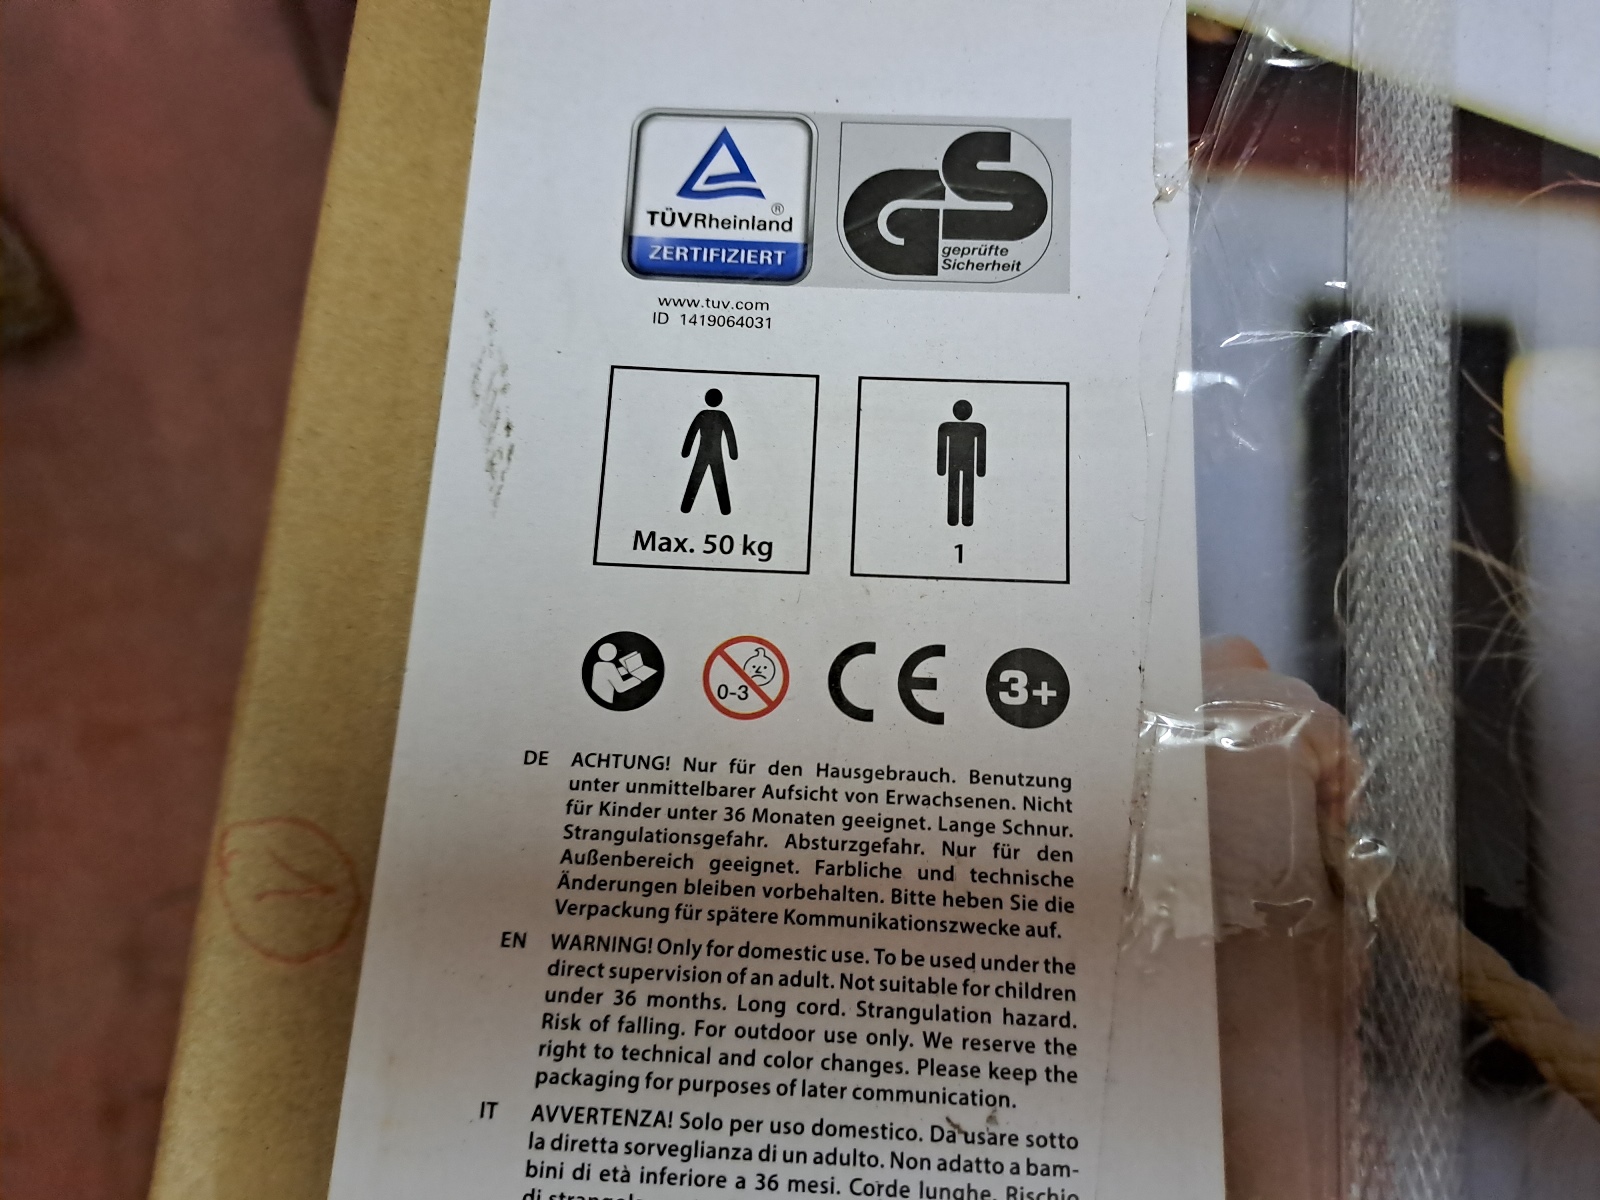 TÜVRheinland®
ZERTIFIZIERT
www.tuv.com
ID 1419064031
GS
geprüfte
Sicherheit
Max. 50 kg
1
0-3
CE
3+
DE ACHTUNG! Nur für den Hausgebrauch. Benutzung
unter unmittelbarer Aufsicht von Erwachsenen. Nicht
für Kinder unter 36 Monaten geeignet. Lange Schnur.
Strangulationsgefahr. Absturzgefahr. Nur für den
Außenbereich geeignet. Farbliche und technische
Änderungen bleiben vorbehalten. Bitte heben Sie die
Verpackung für spätere Kommunikationszwecke auf.
EN WARNING! Only for domestic use. To be used under the
direct supervision of an adult. Not suitable for children
under 36 months. Long cord. Strangulation hazard.
Risk of falling. For outdoor use only. We reserve the
right to technical and color changes. Please keep the
packaging for purposes of later communication.
IT AVVERTENZA! Solo per uso domestico. Da usare sotto
la diretta sorveglianza di un adulto. Non adatto a bam-
bini di età inferiore a 36 mesi. Corde lunghe. Rischio
di